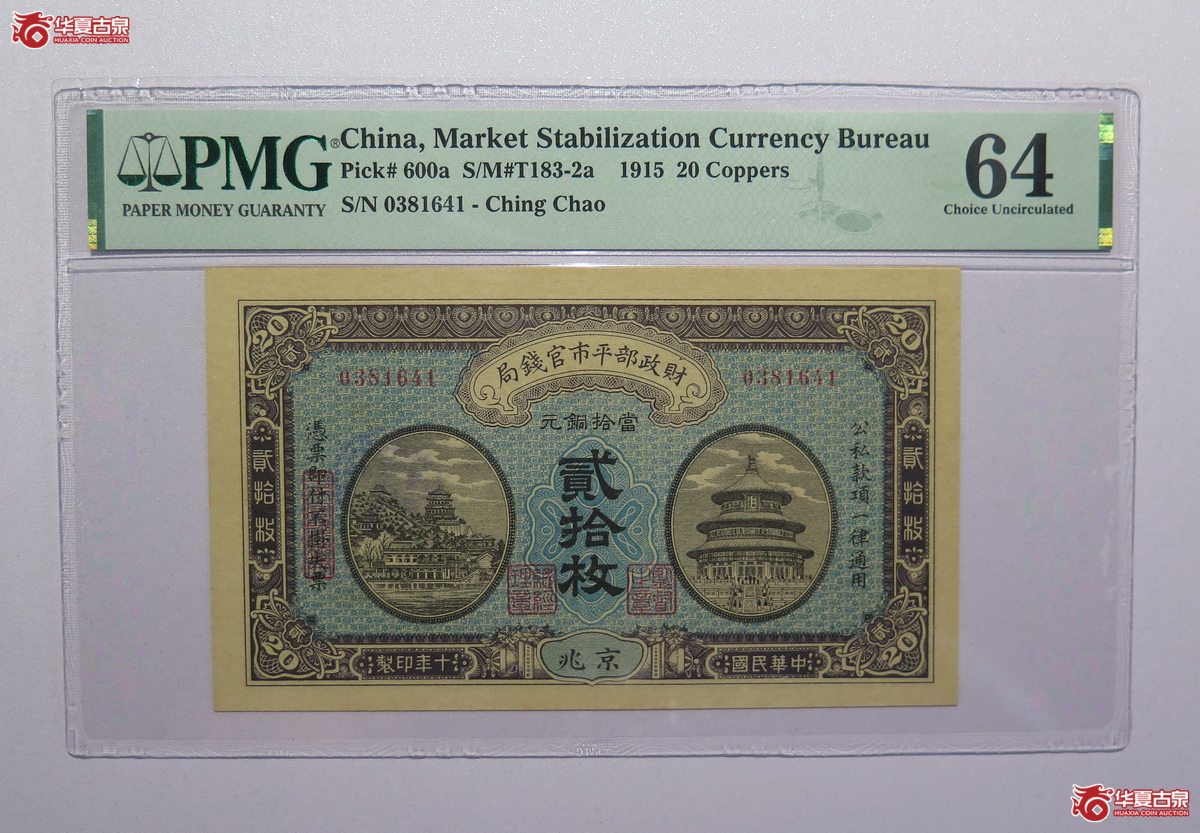 华夏古泉
HUAXIA COIN AUCTION
PMG®
PAPER MONEY GUARANTY
China, Market Stabilization Currency Bureau
Pick# 600a S/M#T183-2a 1915 20 Coppers
S/N 0381641 - Ching Chao
64
Choice Uncirculated
20
貳
20
貳
財政部平市官錢局
0381641
0381641
當拾銅元
公私款項一律通用
貳拾枚
憑票即付
票
貳拾枚
貳拾枚
20
貳
20
貳
京兆
中華民國
十年印製
华夏古泉
HUAXIA COIN AUCTION